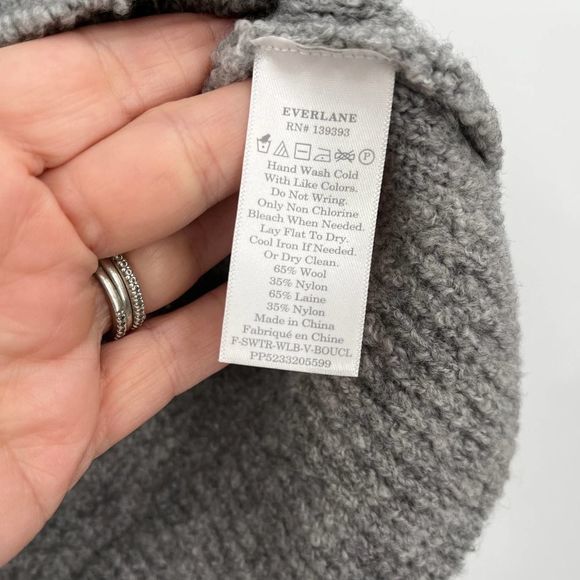 EVERLANE
RN# 139393
P
Hand Wash Cold
With Like Colors.
Do Not Wring.
Only Non Chlorine
Bleach When Needed.
Lay Flat To Dry.
Cool Iron If Needed.
Or Dry Clean.
65% Wool
35% Nylon
65% Laine
35% Nylon
Made in China
Fabriqué en Chine
F-SWTR-WLB-V-BOUCL
PP5233205599